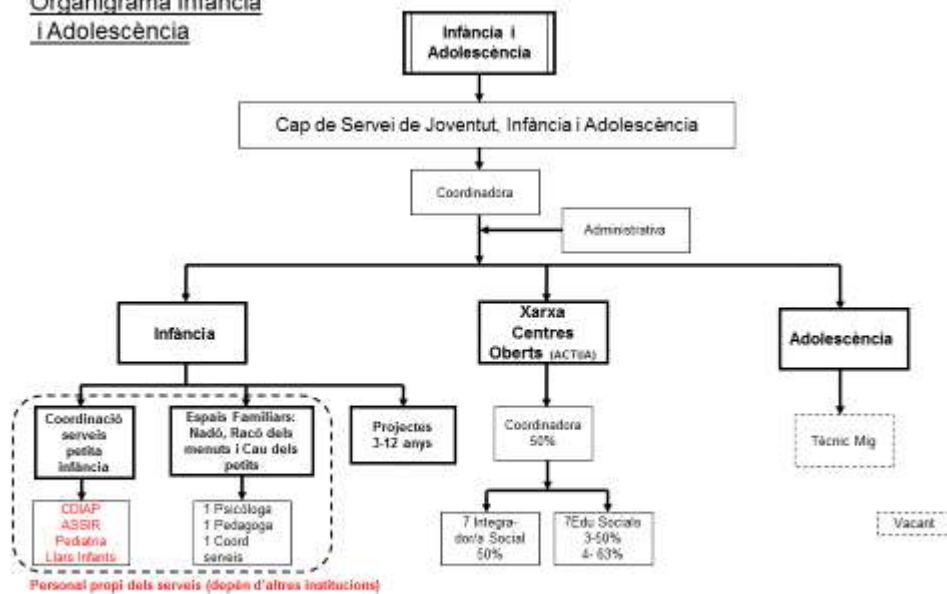 Organigrama Infància
i Adolescència
Infància i
Adolescència
Cap de Servei de Joventut, Infància i Adolescència
Coordinadora
Administrativa
Infància
Xarxa
Centres
Oberts (ACTIIA)
Adolescència
Coordinació
serveis
petita
infància
Espais Familiars:
Nadó, Racó dels
menuts i Cau dels
petits
Projectes
3-12 anys
Coordinadora
50%
Tècnic Mig
CDIAP
ASSIR
Pediatria
Llars Infants
1 Psicòloga
1 Pedagoga
1 Coord
serveis
7 Integra-
dor/a Social
50%
7Edu Socials
3-50%
4- 63%
Vacant
Personal propi dels serveis (depèn d'altres institucions)